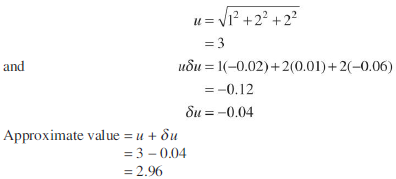 u = √1² + 2² + 2²
= 3
and uδu = 1(−0.02) + 2(0.01) + 2(−0.06)
= −0.12
δu = −0.04
Approximate value = u + δu
= 3 − 0.04
= 2.96